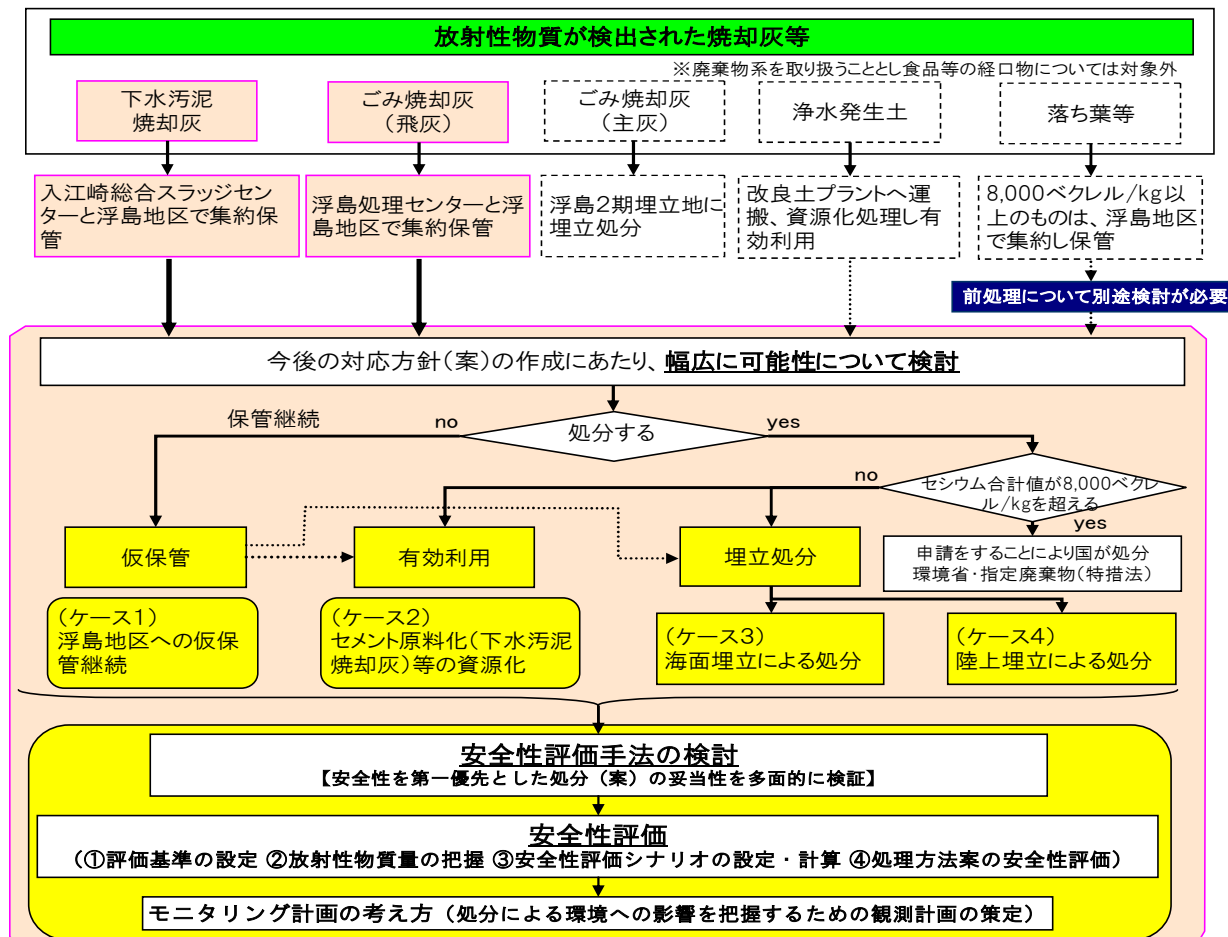 放射性物質が検出された焼却灰等
※廃棄物系を取り扱うこととし食品等の経口物については対象外
下水汚泥
焼却灰
ごみ焼却灰
（飛灰）
ごみ焼却灰
（主灰）
浄水発生土
落ち葉等
入江崎総合スラッジセン
ターと浮島地区で集約保
管
浮島処理センターと浮
島地区で集約保管
浮島2期埋立地に
埋立処分
改良土プラントへ運
搬、資源化処理し有
効利用
8,000ベクレル/kg以
上のものは、浮島地区
で集約し保管
前処理について別途検討が必要
今後の対応方針（案）の作成にあたり、幅広に可能性について検討
保管継続
no
処分する
yes
no
セシウム合計値が8,000ベクレ
ル/kgを超える
yes
仮保管
有効利用
埋立処分
申請をすることにより国が処分
環境省・指定廃棄物（特措法）
（ケース1）
浮島地区への仮保
管継続
（ケース2）
セメント原料化（下水汚泥
焼却灰）等の資源化
（ケース3）
海面埋立による処分
（ケース4）
陸上埋立による処分
安全性評価手法の検討
【安全性を第一優先とした処分（案）の妥当性を多面的に検証】
安全性評価
（①評価基準の設定 ②放射性物質量の把握 ③安全性評価シナリオの設定・計算 ④処理方法案の安全性評価）
モニタリング計画の考え方（処分による環境への影響を把握するための観測計画の策定）